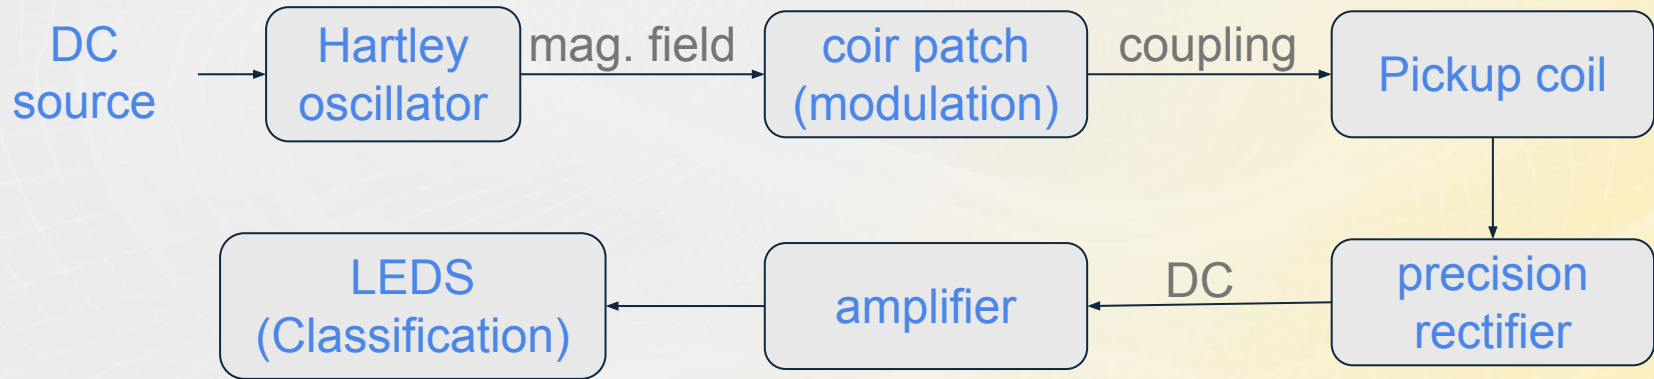 DC
source
Hartley
oscillator
mag. field
coir patch
(modulation)
coupling
Pickup coil
precision
rectifier
DC
amplifier
LEDS
(Classification)